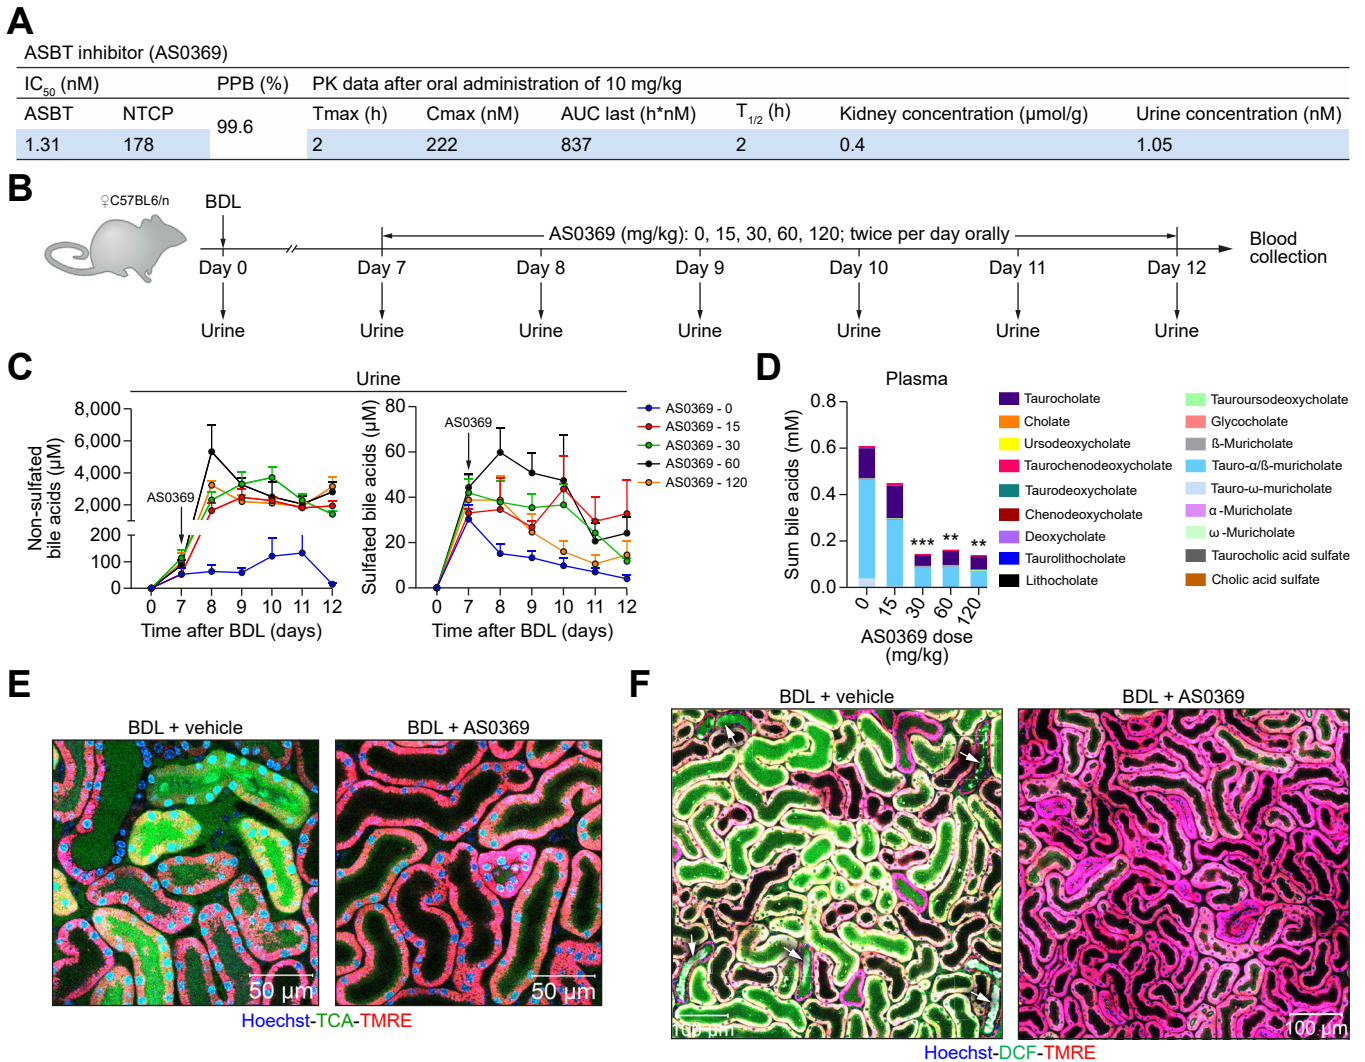 A
ASBT inhibitor (AS0369)
IC50 (nM) PPB (%) PK data after oral administration of 10 mg/kg
ASBT NTCP 99.6 Tmax (h) Cmax (nM) AUC last (h*nM) T1/2 (h) Kidney concentration (µmol/g) Urine concentration (nM)
1.31 178 2 222 837 2 0.4 1.05
B
♀C57BL6/n
BDL
AS0369 (mg/kg): 0, 15, 30, 60, 120; twice per day orally
Blood
collection
Day 0 Day 7 Day 8 Day 9 Day 10 Day 11 Day 12
Urine Urine Urine Urine Urine Urine Urine
C
Urine
Non-sulfated
bile acids (µM)
8,000
6,000
4,000
2,000
200
100
0
AS0369
0 7 8 9 10 11 12
Time after BDL (days)
Sulfated bile acids (µM)
80
60
40
20
0
AS0369
0 7 8 9 10 11 12
Time after BDL (days)
AS0369 - 0
AS0369 - 15
AS0369 - 30
AS0369 - 60
AS0369 - 120
D
Plasma
Sum bile acids (mM)
0.8
0.6
0.4
0.2
0.0
*** ** **
0 15 30 60 120
AS0369 dose
(mg/kg)
Taurocholate
Cholate
Ursodeoxycholate
Taurochenodeoxycholate
Taurodeoxycholate
Chenodeoxycholate
Deoxycholate
Taurolithocholate
Lithocholate
Tauroursodeoxycholate
Glycocholate
ß-Muricholate
Tauro-α/ß-muricholate
Tauro-ω-muricholate
α-Muricholate
ω-Muricholate
Taurocholic acid sulfate
Cholic acid sulfate
E
BDL + vehicle BDL + AS0369
50 µm 50 µm
Hoechst-TCA-TMRE
F
BDL + vehicle BDL + AS0369
100 µm 100 µm
Hoechst-DCF-TMRE